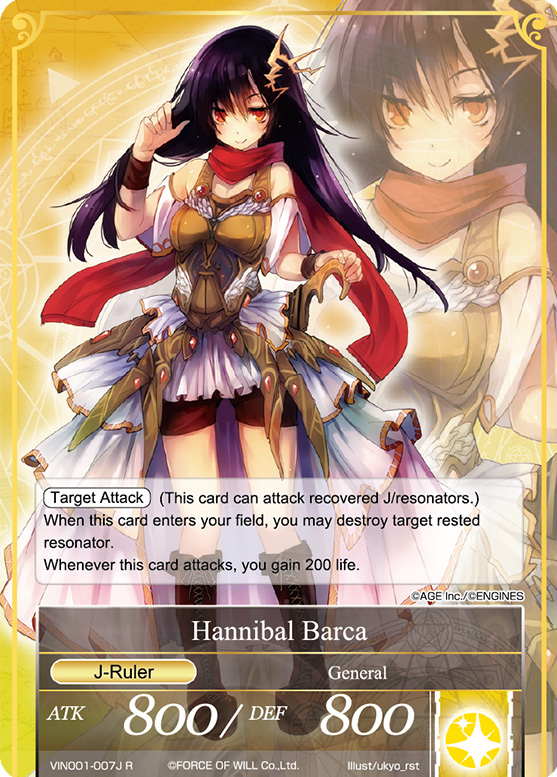 Target Attack (This card can attack recovered J/resonators.)
When this card enters your field, you may destroy target rested
resonator.
Whenever this card attacks, you gain 200 life.
©AGE Inc./©ENGINES
Hannibal Barca
J-Ruler General
ATK 800 / DEF 800
VIN001-007J R ©FORCE OF WILL Co.,Ltd. Illust/ukyo_rst